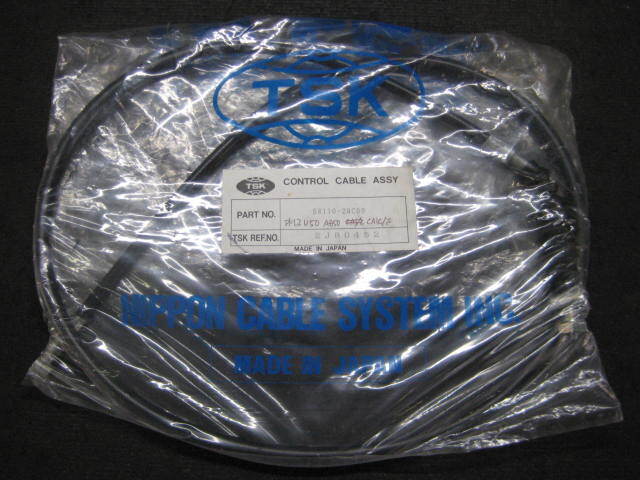 TSK
TSK CONTROL CABLE ASSY
PART NO.
TSK REF.NO. 2J80452
MADE IN JAPAN
NIPPON CABLE SYSTEM INC.
MADE IN JAPAN